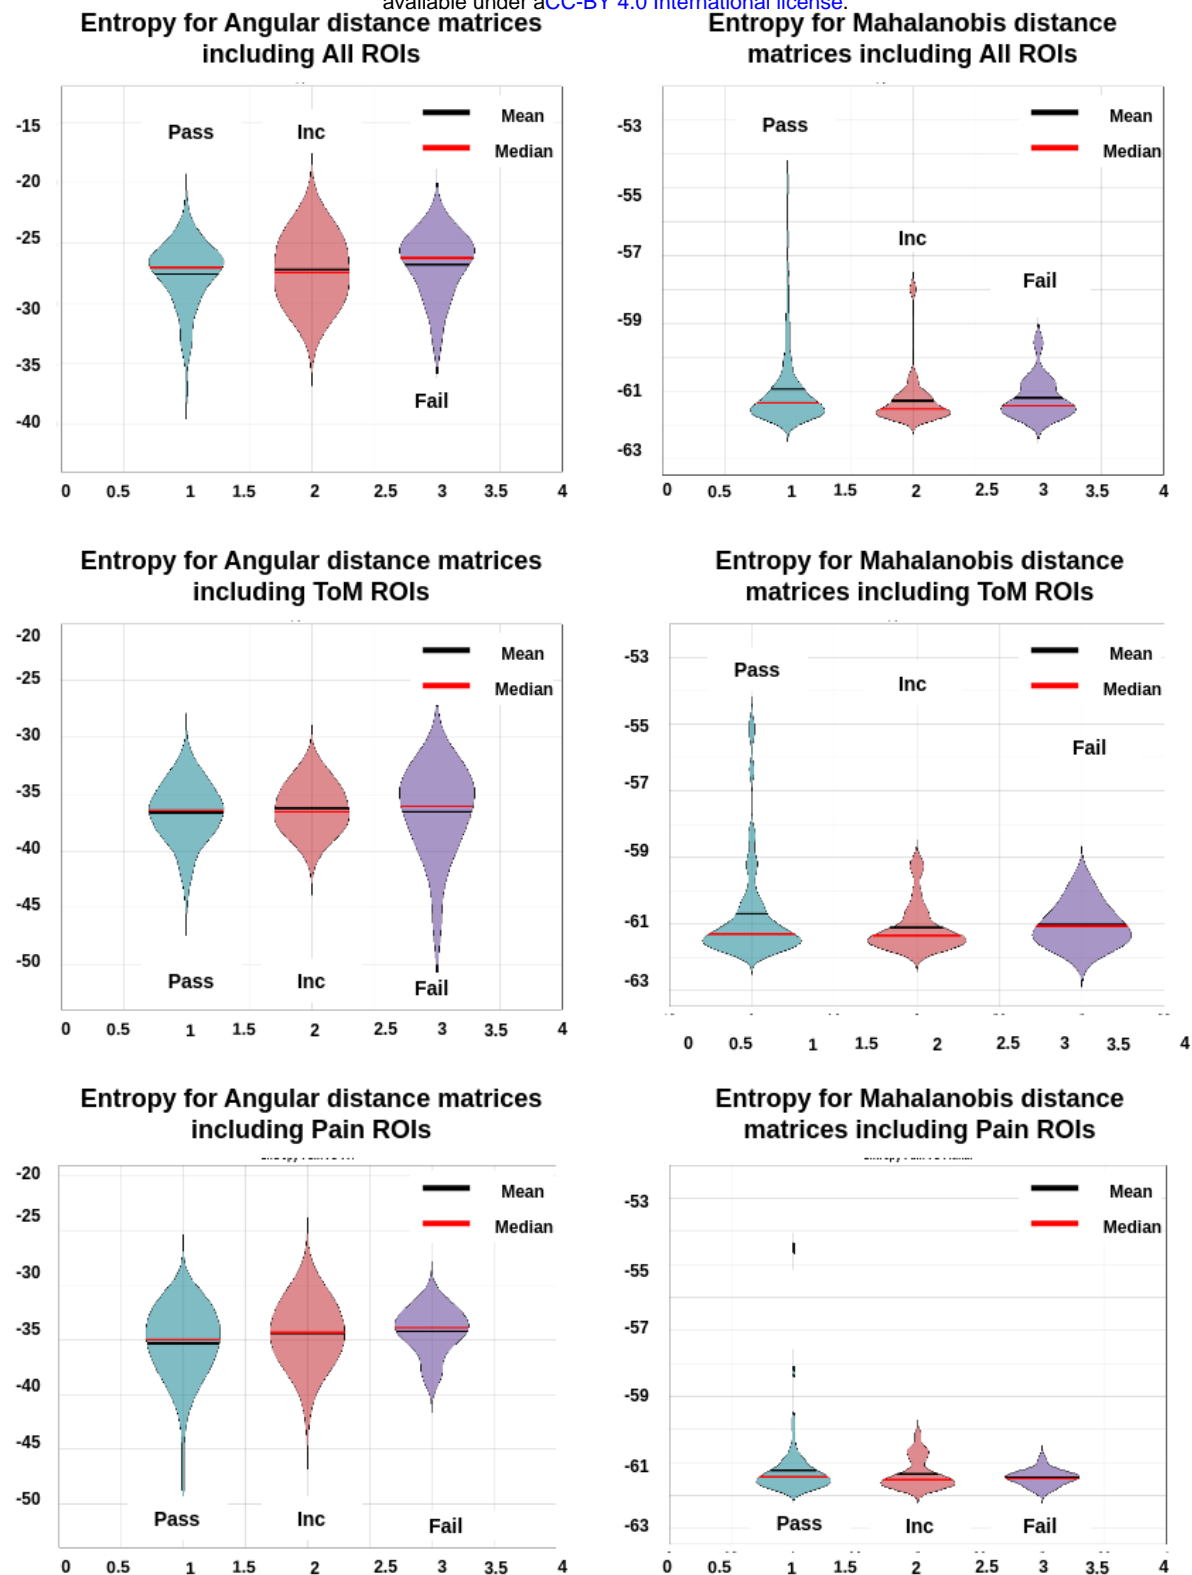 available under aCC-BY 4.0 International license.
Entropy for Angular distance matrices
including All ROIs
Mean
Median
Pass
Inc
Fail
-15
-20
-25
-30
-35
-40
0 0.5 1 1.5 2 2.5 3 3.5 4
Entropy for Mahalanobis distance
matrices including All ROIs
Mean
Median
Pass
Inc
Fail
-53
-55
-57
-59
-61
-63
0 0.5 1 1.5 2 2.5 3 3.5 4
Entropy for Angular distance matrices
including ToM ROIs
Mean
Median
-20
-25
-30
-35
-40
-45
-50
Pass Inc Fail
0 0.5 1 1.5 2 2.5 3 3.5 4
Entropy for Mahalanobis distance
matrices including ToM ROIs
Mean
Median
Pass
Inc
Fail
-53
-55
-57
-59
-61
-63
0 0.5 1 1.5 2 2.5 3 3.5 4
Entropy for Angular distance matrices
including Pain ROIs
Mean
Median
-20
-25
-30
-35
-40
-45
-50
Pass Inc Fail
0 0.5 1 1.5 2 2.5 3 3.5 4
Entropy for Mahalanobis distance
matrices including Pain ROIs
Mean
Median
-53
-55
-57
-59
-61
-63
Pass Inc Fail
0 0.5 1 1.5 2 2.5 3 3.5 4